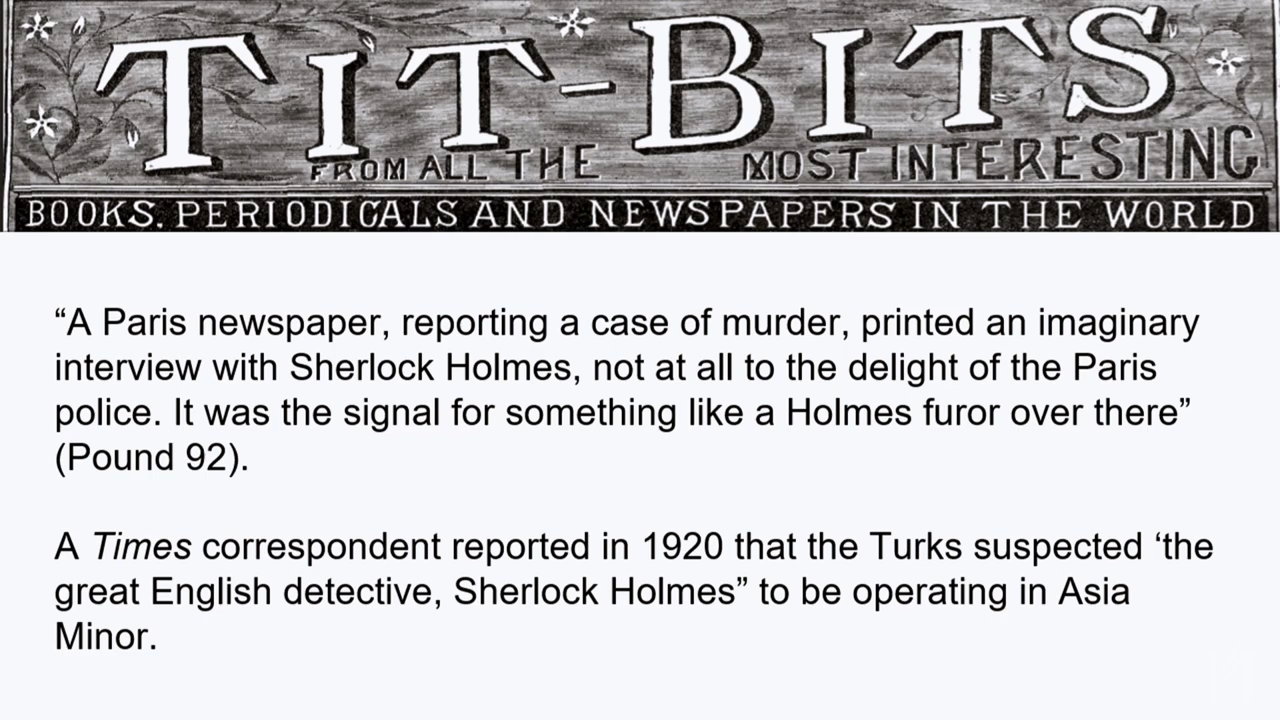 TIT-BITS
FROM ALL THE MOST INTERESTING
BOOKS, PERIODICALS AND NEWSPAPERS IN THE WORLD
“A Paris newspaper, reporting a case of murder, printed an imaginary
interview with Sherlock Holmes, not at all to the delight of the Paris
police. It was the signal for something like a Holmes furor over there”
(Pound 92).
A Times correspondent reported in 1920 that the Turks suspected ‘the
great English detective, Sherlock Holmes” to be operating in Asia
Minor.